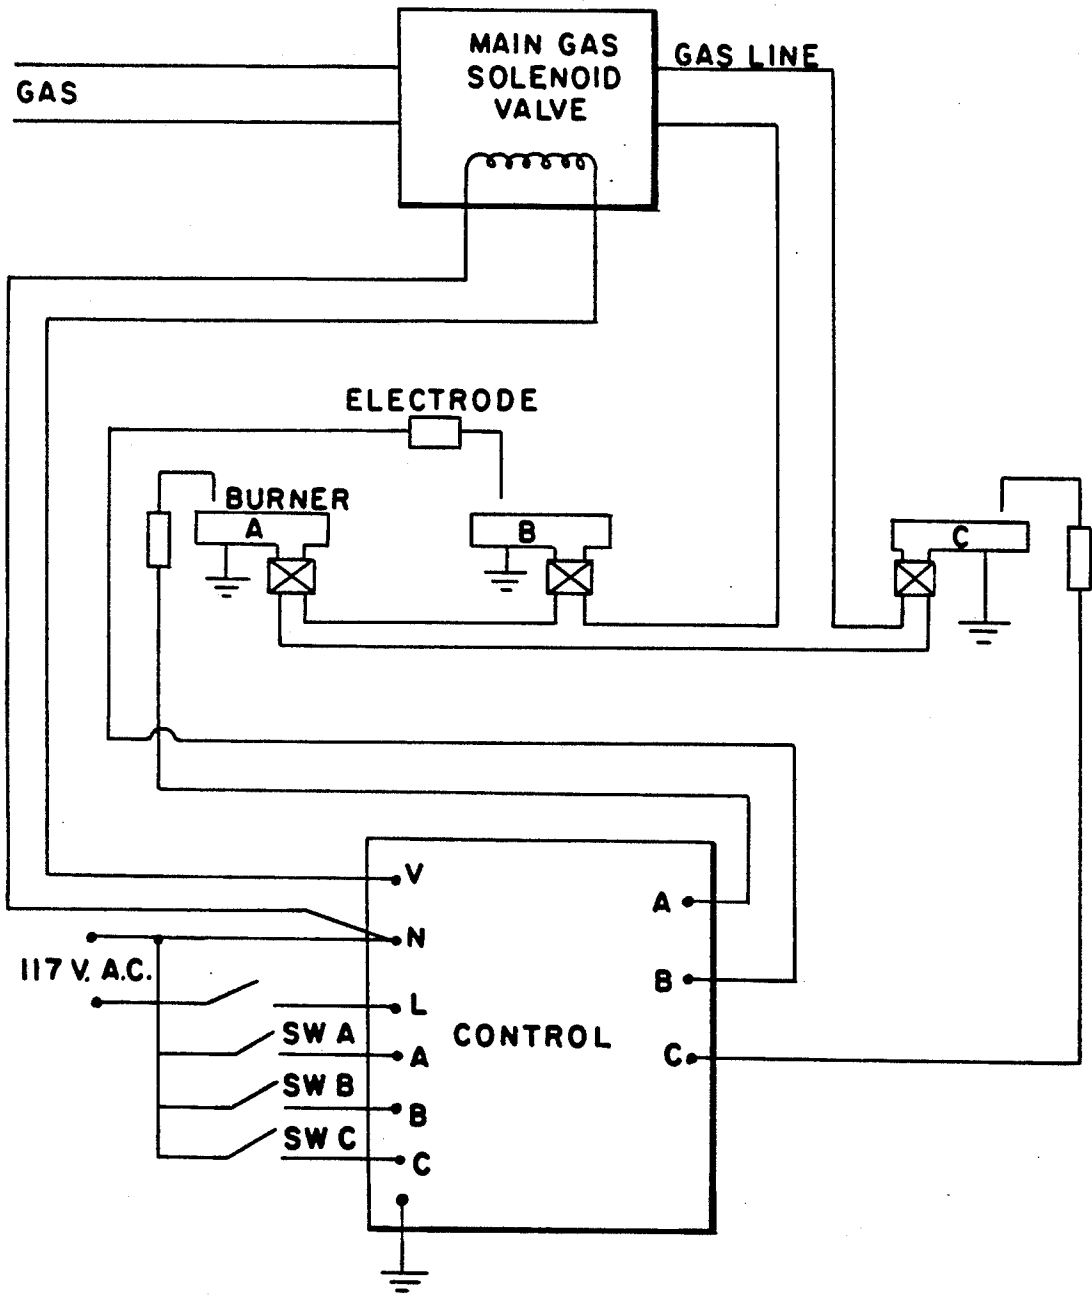 MAIN GAS
SOLENOID
VALVE
GAS LINE
GAS
ELECTRODE
BURNER
A
B
C
V
N
117 V. A.C.
L
SW A
A
SW B
B
SW C
C
CONTROL
A
B
C